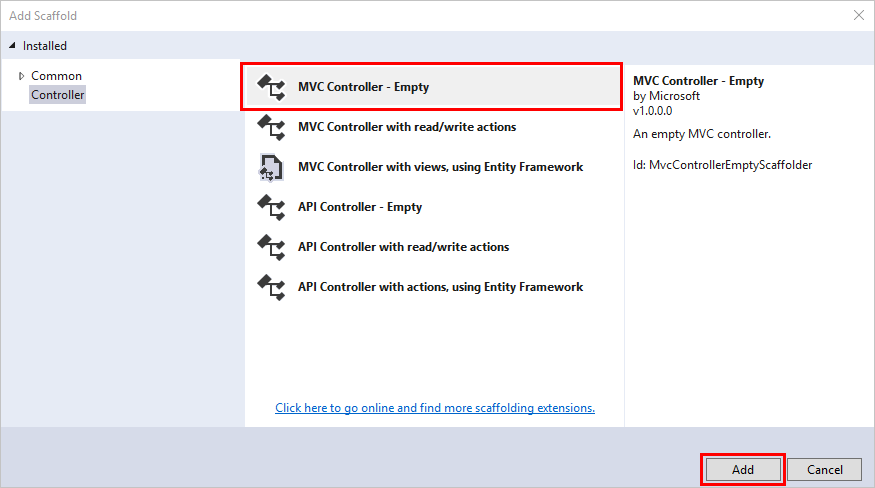 Add Scaffold
Installed
Common
Controller
MVC Controller - Empty
MVC Controller with read/write actions
MVC Controller with views, using Entity Framework
API Controller - Empty
API Controller with read/write actions
API Controller with actions, using Entity Framework
Click here to go online and find more scaffolding extensions.
MVC Controller - Empty
by Microsoft
v1.0.0.0
An empty MVC controller.
Id: MvcControllerEmptyScaffolder
Add
Cancel